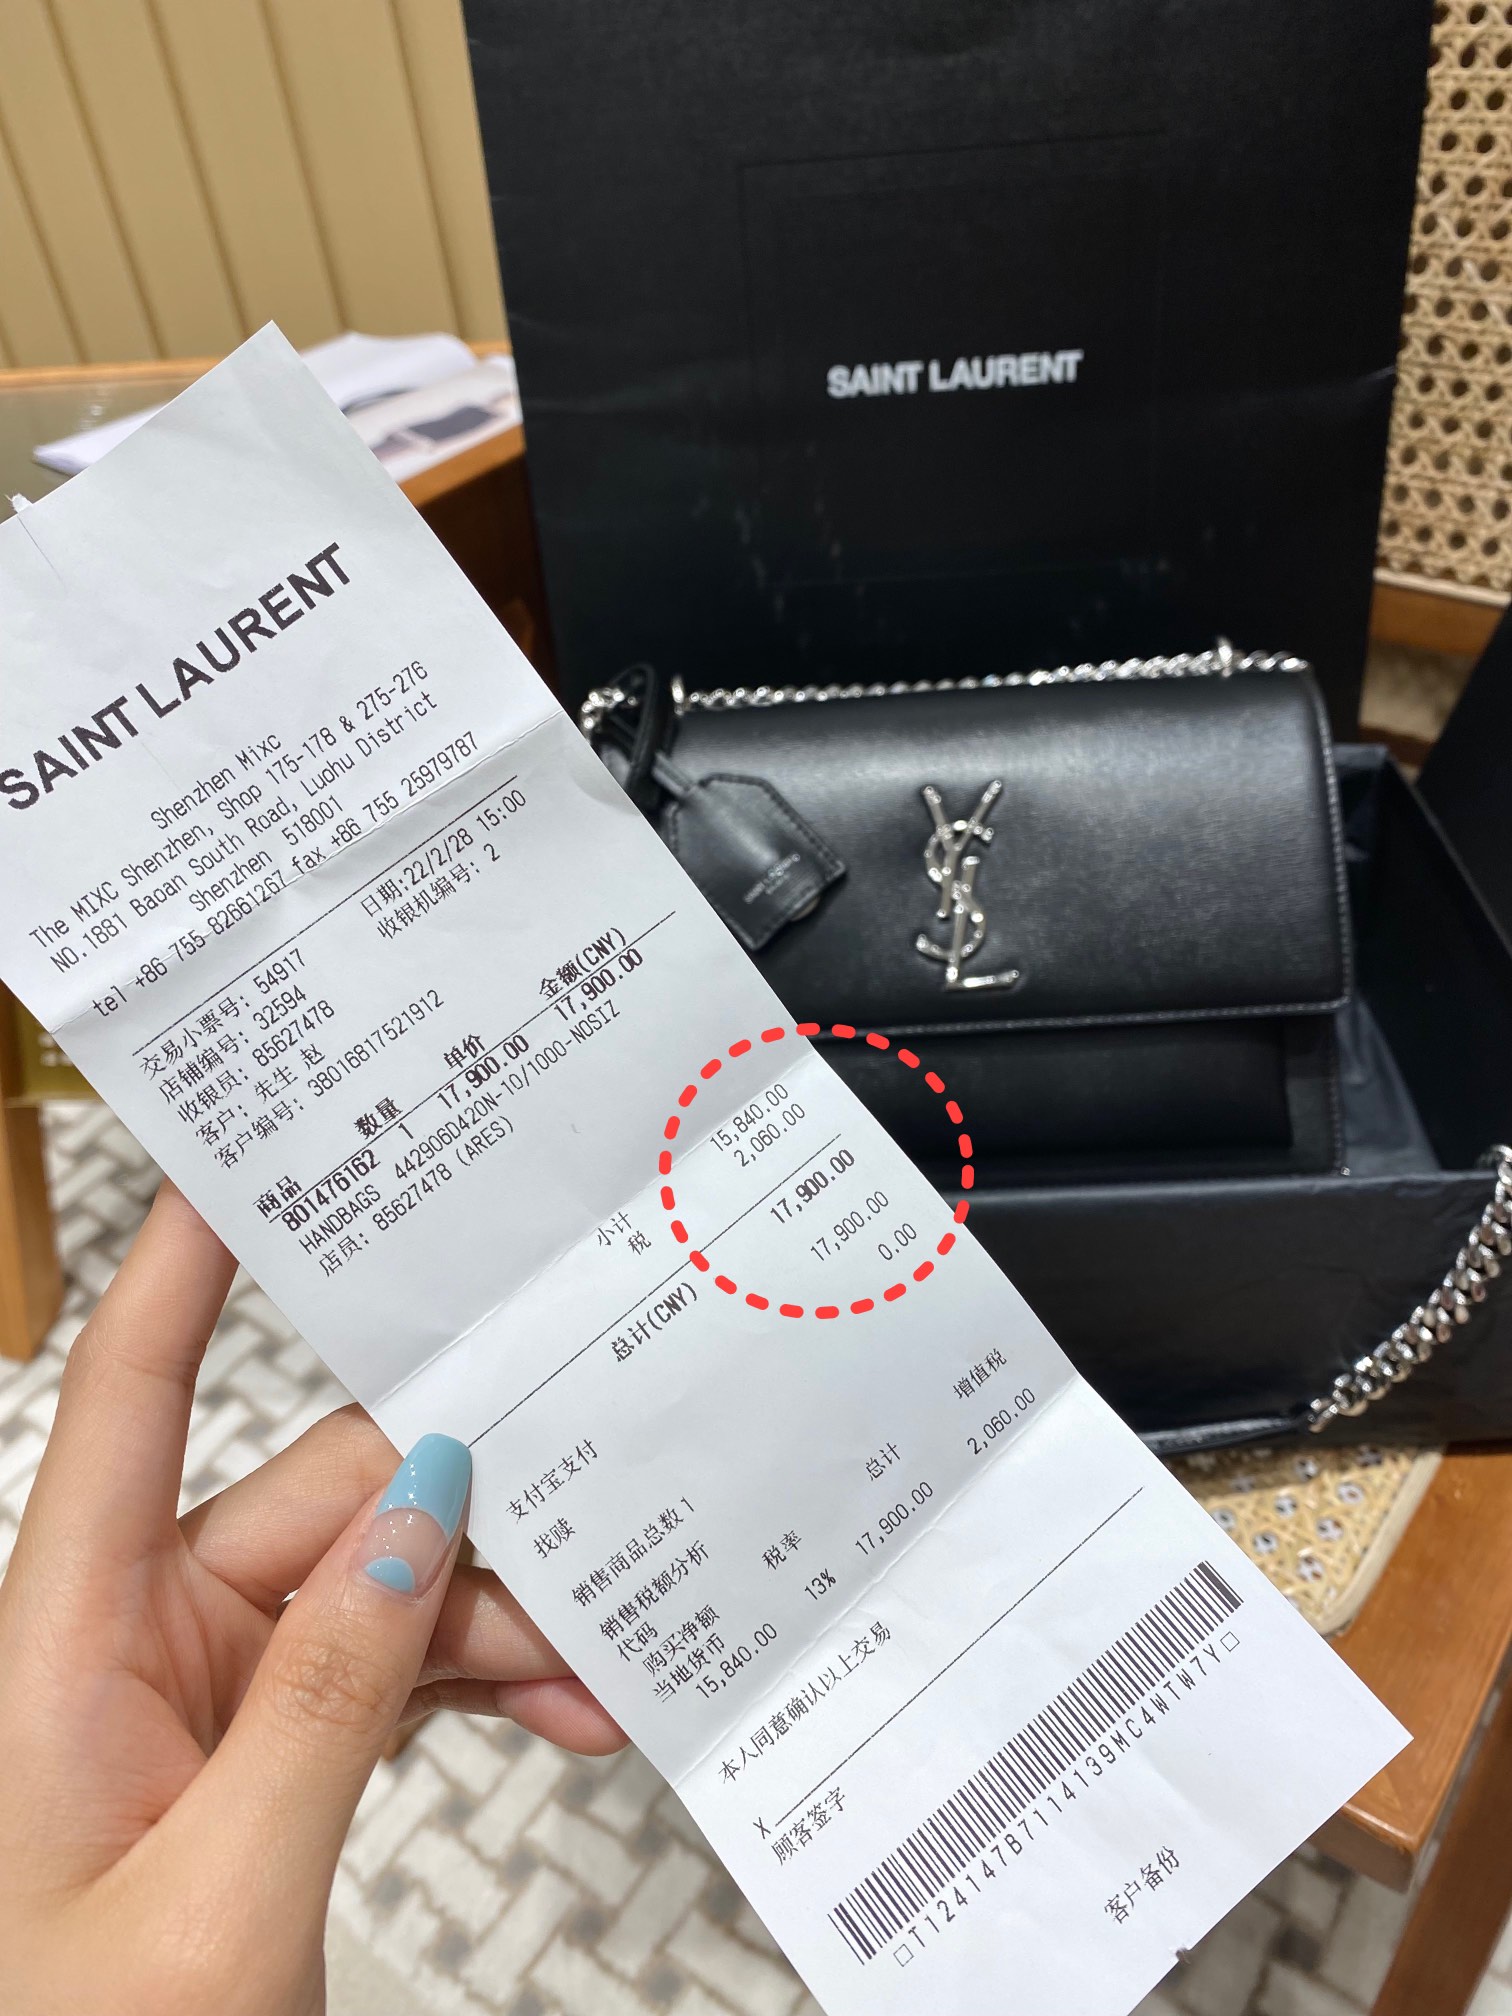 SAINT LAURENT
SAINT LAURENT
Shenzhen Mixc
The MIXC Shenzhen, Shop 175-178 & 275-276
NO.1881 Baoan South Road, Luohu District
Shenzhen 518001
tel +86 755-82661267 fax +86 755 25979787
日期:22/2/28 15:00
交易小票号: 54917
收银机编号: 2
店铺编号: 32594
收银员: 85627478
客户: 先生 赵
客户编号: 3801681752​1912
商品 数量 单价 金额(CNY)
801476162 1 17,900.00 17,900.00
HANDBAGS 442906D420N-10/1000-NOSIZ
店员: 85627478 (ARES)
小计 15,840.00
税 2,060.00
总计(CNY) 17,900.00
支付宝支付 17,900.00
找赎 0.00
销售商品总数 1
销售税额分析
代码 税率 总计 增值税
购买净额 13% 17,900.00 2,060.00
当地货币
15,840.00
本人同意确认以上交易
X
顾客签字
T124147B7114139MC4WTW7Y
客户备份